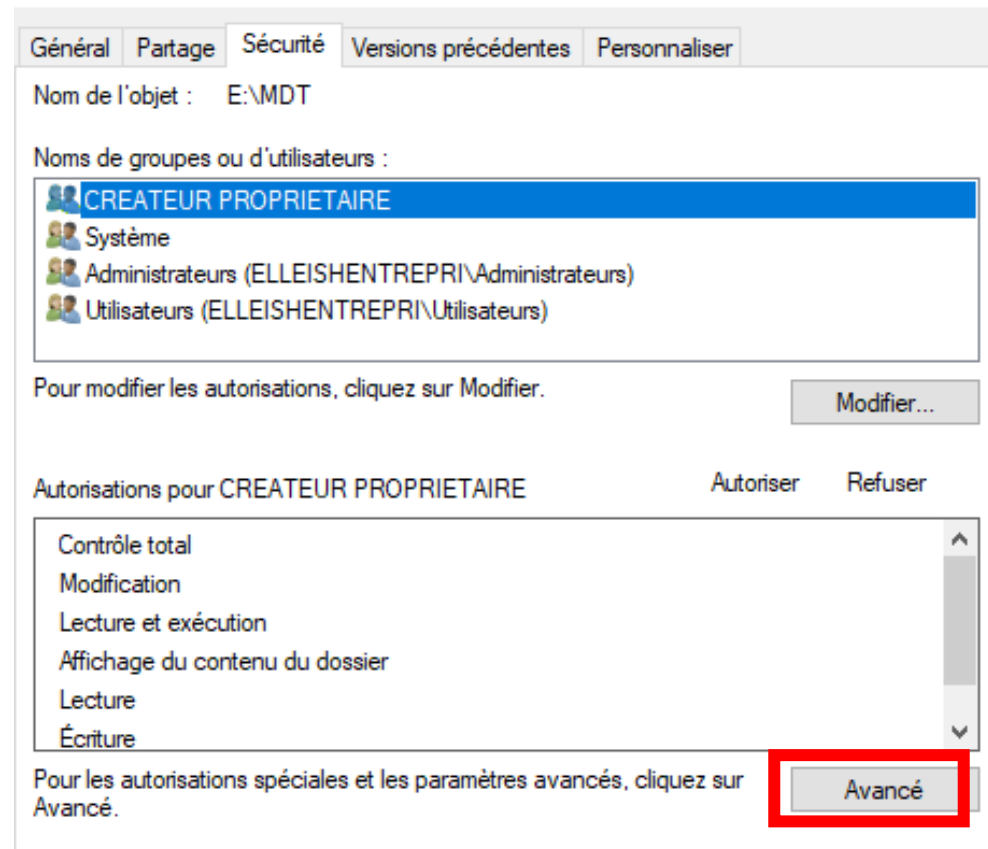 Général Partage Sécurité Versions précédentes Personnaliser
Nom de l'objet : E:\MDT
Noms de groupes ou d'utilisateurs :
CREATEUR PROPRIETAIRE
Système
Administrateurs (ELLEISHENTREPRI\Administrateurs)
Utilisateurs (ELLEISHENTREPRI\Utilisateurs)
Pour modifier les autorisations, cliquez sur Modifier.
Modifier...
Autorisations pour CREATEUR PROPRIETAIRE Autoriser Refuser
Contrôle total
Modification
Lecture et exécution
Affichage du contenu du dossier
Lecture
Écriture
Pour les autorisations spéciales et les paramètres avancés, cliquez sur
Avancé.
Avancé